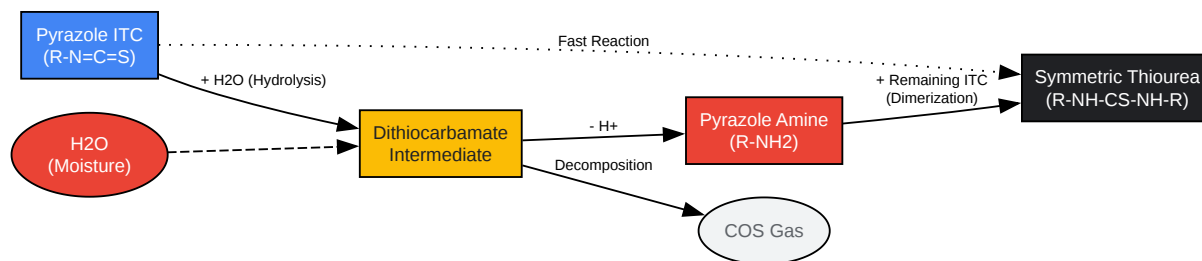 Pyrazole ITC
(R-N=C=S)
Fast Reaction
+ H2O (Hydrolysis)
+ Remaining ITC
(Dimerization)
Symmetric Thiourea
(R-NH-CS-NH-R)
H2O
(Moisture)
Dithiocarbamate
Intermediate
- H+
Pyrazole Amine
(R-NH2)
Decomposition
COS Gas